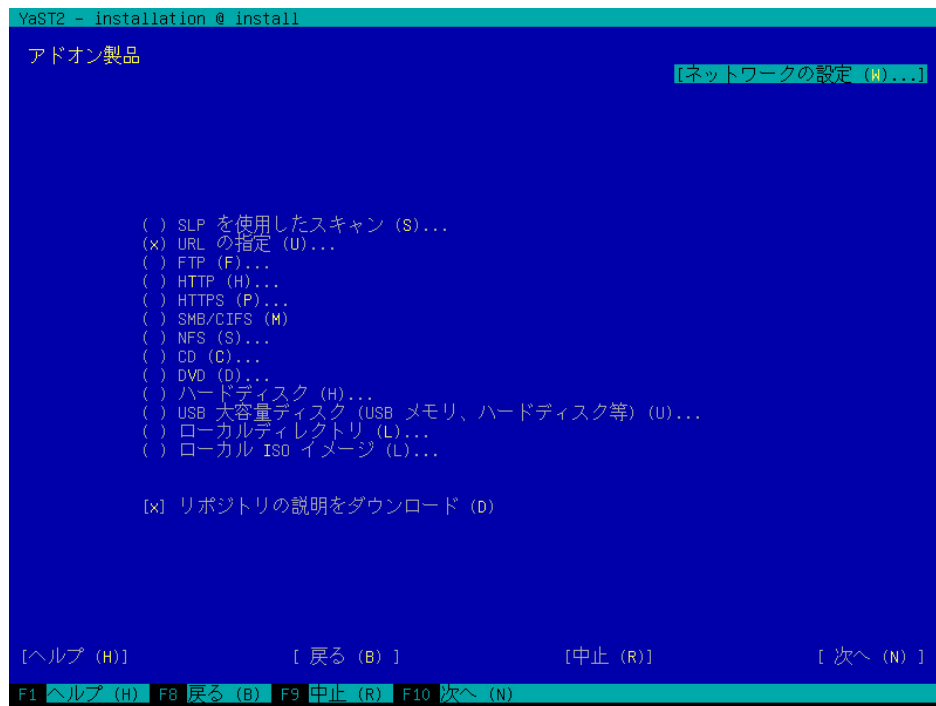 YaST2 - installation @ install
アドオン製品
[ネットワークの設定 (W)...]
( ) SLP を使用したスキャン (S)...
(x) URL の指定 (U)...
( ) FTP (F)...
( ) HTTP (H)...
( ) HTTPS (P)...
( ) SMB/CIFS (M)
( ) NFS (S)...
( ) CD (C)...
( ) DVD (D)...
( ) ハードディスク (H)...
( ) USB 大容量ディスク (USB メモリ、ハードディスク等) (U)...
( ) ローカルディレクトリ (L)...
( ) ローカル ISO イメージ (L)...
[x] リポジトリの説明をダウンロード (D)
[ヘルプ (H)] [ 戻る (B) ] [中止 (R)] [ 次へ (N) ]
F1 ヘルプ (H) F8 戻る (B) F9 中止 (R) F10 次へ (N)